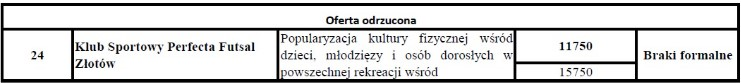 Oferta odrzucona
24
Klub Sportowy Perfecta Futsal
Złotów
Popularyzacja kultury fizycznej wśród
dzieci, młodzięzy i osób dorosłych w
powszechnej rekreacji wśród
11750
15750
Braki formalne